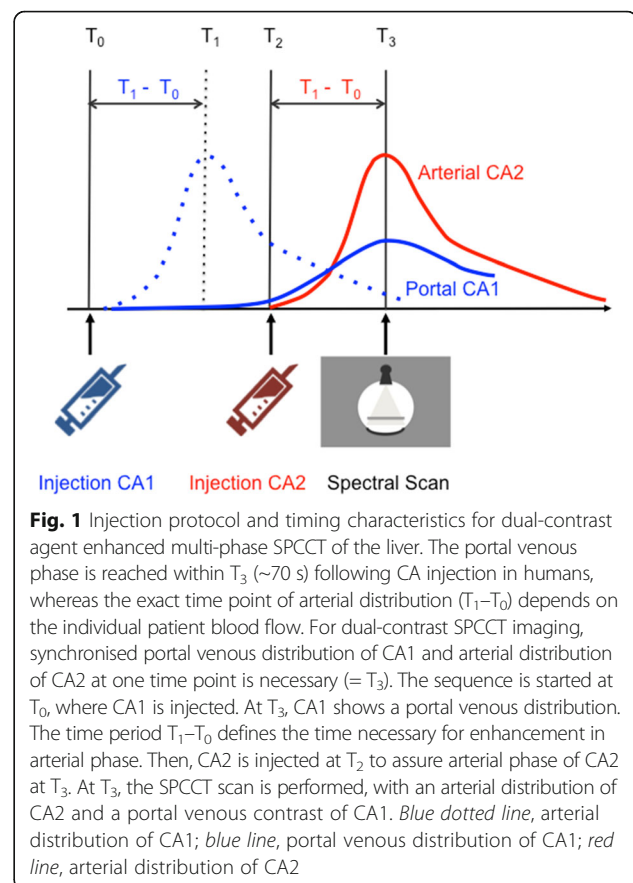 T₀ T₁ T₂ T₃
T₁ - T₀ T₁ - T₀
Arterial CA2
Portal CA1
Injection CA1 Injection CA2 Spectral Scan
Fig. 1 Injection protocol and timing characteristics for dual-contrast
agent enhanced multi-phase SPCCT of the liver. The portal venous
phase is reached within T₃ (~70 s) following CA injection in humans,
whereas the exact time point of arterial distribution (T₁–T₀) depends on
the individual patient blood flow. For dual-contrast SPCCT imaging,
synchronised portal venous distribution of CA1 and arterial distribution
of CA2 at one time point is necessary (= T₃). The sequence is started at
T₀, where CA1 is injected. At T₃, CA1 shows a portal venous distribution.
The time period T₁–T₀ defines the time necessary for enhancement in
arterial phase. Then, CA2 is injected at T₂ to assure arterial phase of CA2
at T₃. At T₃, the SPCCT scan is performed, with an arterial distribution of
CA2 and a portal venous contrast of CA1. Blue dotted line, arterial
distribution of CA1; blue line, portal venous distribution of CA1; red
line, arterial distribution of CA2